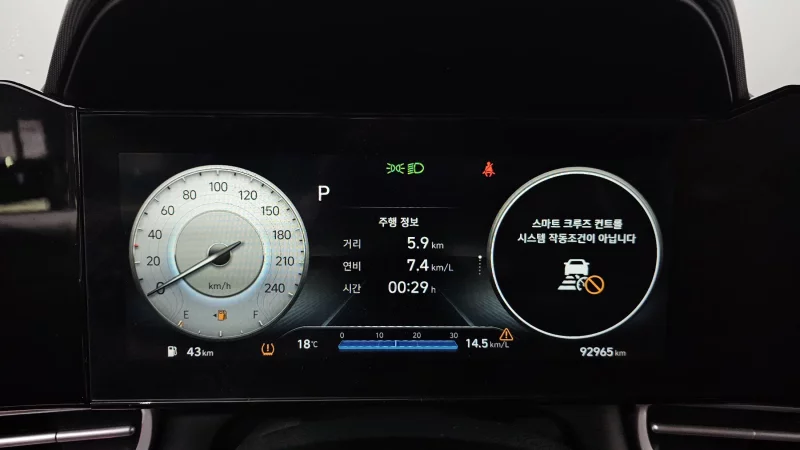 0
20
40
60
80
100
120
150
180
210
240
km/h
E
F
43 km
P
주행 정보
거리 5.9 km
연비 7.4 km/L
시간 00:29 h
18℃
0 10 20 30
14.5 km/L
스마트 크루즈 컨트롤
시스템 작동조건이 아닙니다
92965 km